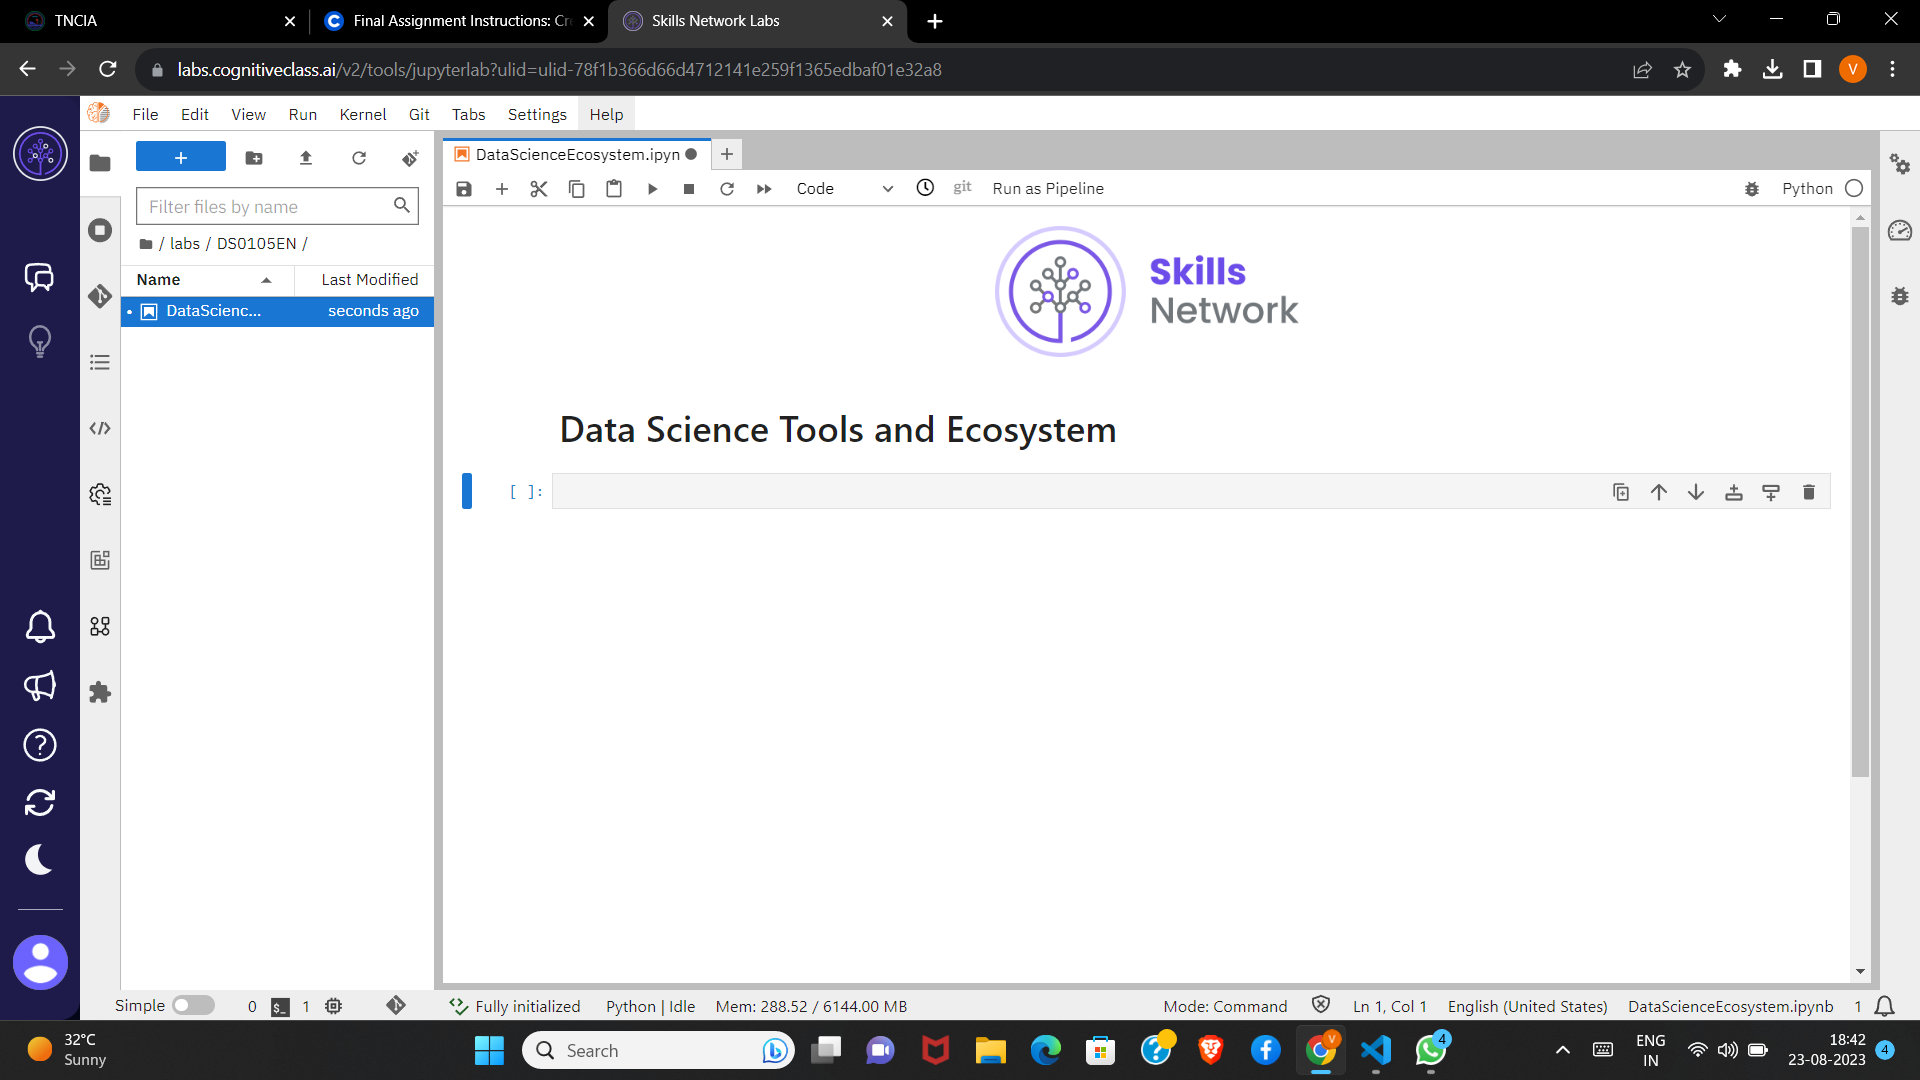 TNCIA
Final Assignment Instructions: Cr
Skills Network Labs
labs.cognitiveclass.ai/v2/tools/jupyterlab?ulid=ulid-78f1b366d66d4712141e259f1365edbaf01e32a8
V
File Edit View Run Kernel Git Tabs Settings Help
DataScienceEcosystem.ipyn
Code
git
Run as Pipeline
Python
Filter files by name
/ labs / DS0105EN /
Name Last Modified
DataScienc... seconds ago
Skills
Network
Data Science Tools and Ecosystem
[ ]:
Simple 0 $_ 1 Fully initialized Python | Idle Mem: 288.52 / 6144.00 MB Mode: Command Ln 1, Col 1 English (United States) DataScienceEcosystem.ipynb 1
32°C
Sunny
Search
V
4
ENG
IN
18:42
23-08-2023
4